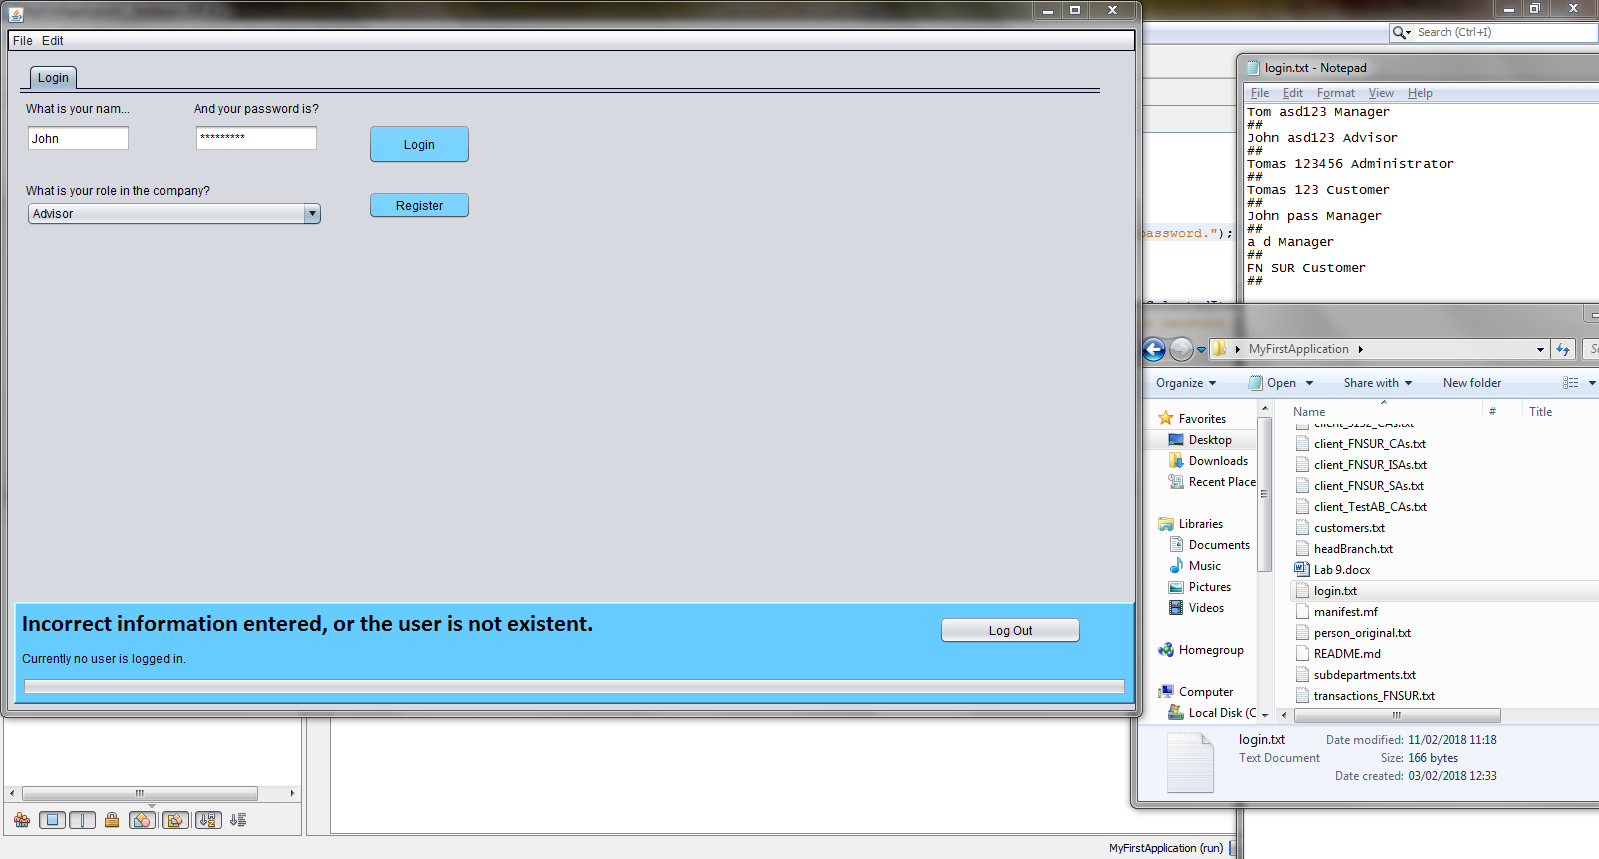 File Edit
Login
What is your nam...
And your password is?
John
*********
Login
What is your role in the company?
Advisor
Register
Incorrect information entered, or the user is not existent.
Log Out
Currently no user is logged in.
Search (Ctrl+I)
login.txt - Notepad
File Edit Format View Help
Tom asd123 Manager
##
John asd123 Advisor
##
Tomas 123456 Administrator
##
Tomas 123 Customer
##
John pass Manager
##
a d Manager
##
FN SUR Customer
##
password.");
MyFirstApplication
Organize Open Share with New folder
Favorites
Desktop
Downloads
Recent Place
Libraries
Documents
Music
Pictures
Videos
Homegroup
Computer
Local Disk (C
Name # Title
client_FNSUR_CAs.txt
client_FNSUR_ISAs.txt
client_FNSUR_SAs.txt
client_TestAB_CAs.txt
customers.txt
headBranch.txt
Lab 9.docx
login.txt
manifest.mf
person_original.txt
README.md
subdepartments.txt
transactions_FNSUR.txt
login.txt
Text Document
Date modified: 11/02/2018 11:18
Size: 166 bytes
Date created: 03/02/2018 12:33
MyFirstApplication (run)